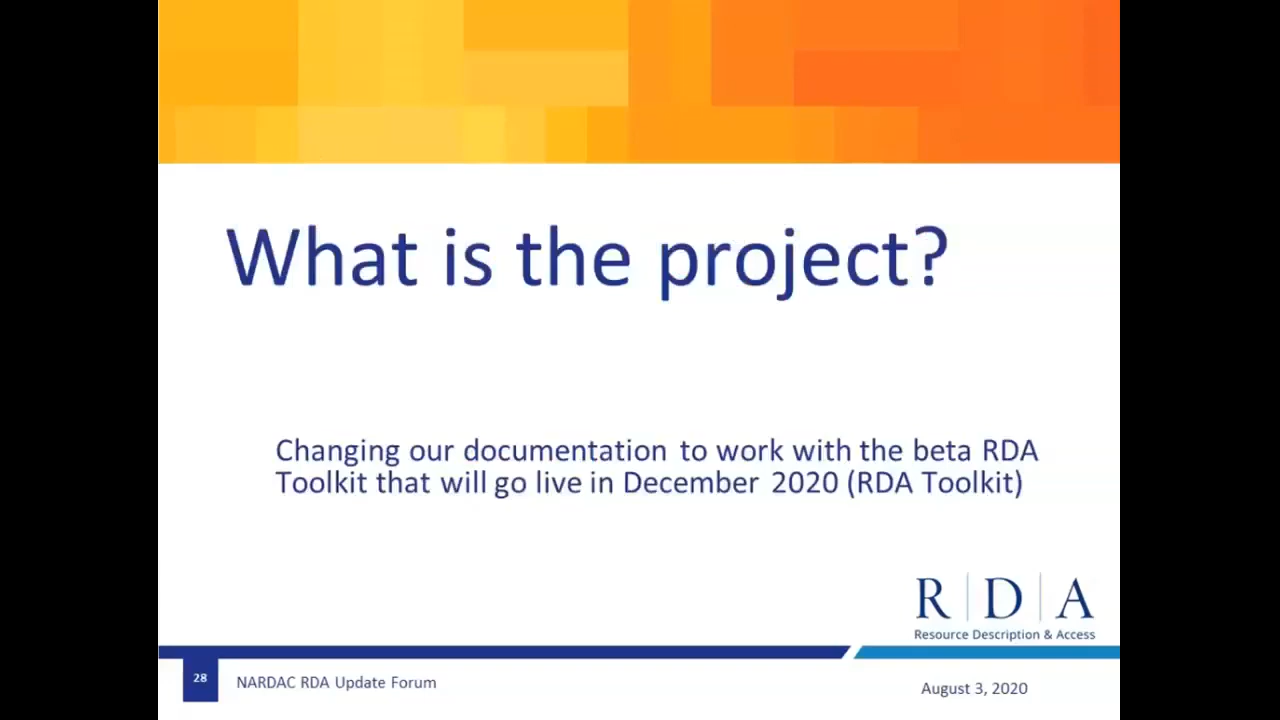 What is the project?
Changing our documentation to work with the beta RDA
Toolkit that will go live in December 2020 (RDA Toolkit)
R|D|A
Resource Description & Access
28
NARDAC RDA Update Forum
August 3, 2020